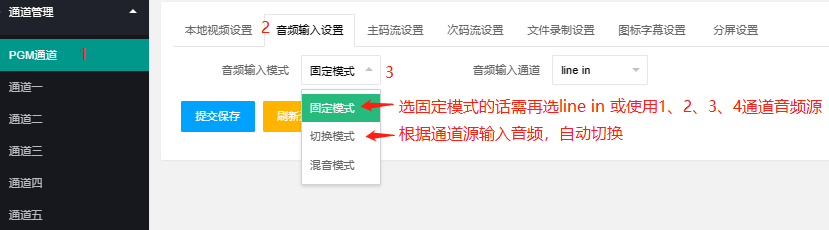 通道管理
PGM通道 1
通道一
通道二
通道三
通道四
通道五
本地视频设置 2 音频输入设置 主码流设置 次码流设置 文件录制设置 图标字幕设置 分屏设置
音频输入模式 固定模式 3 音频输入通道 line in
提交保存 刷新
固定模式 选固定模式的话需再选line in 或使用1、2、3、4通道音频源
切换模式 根据通道源输入音频，自动切换
混音模式